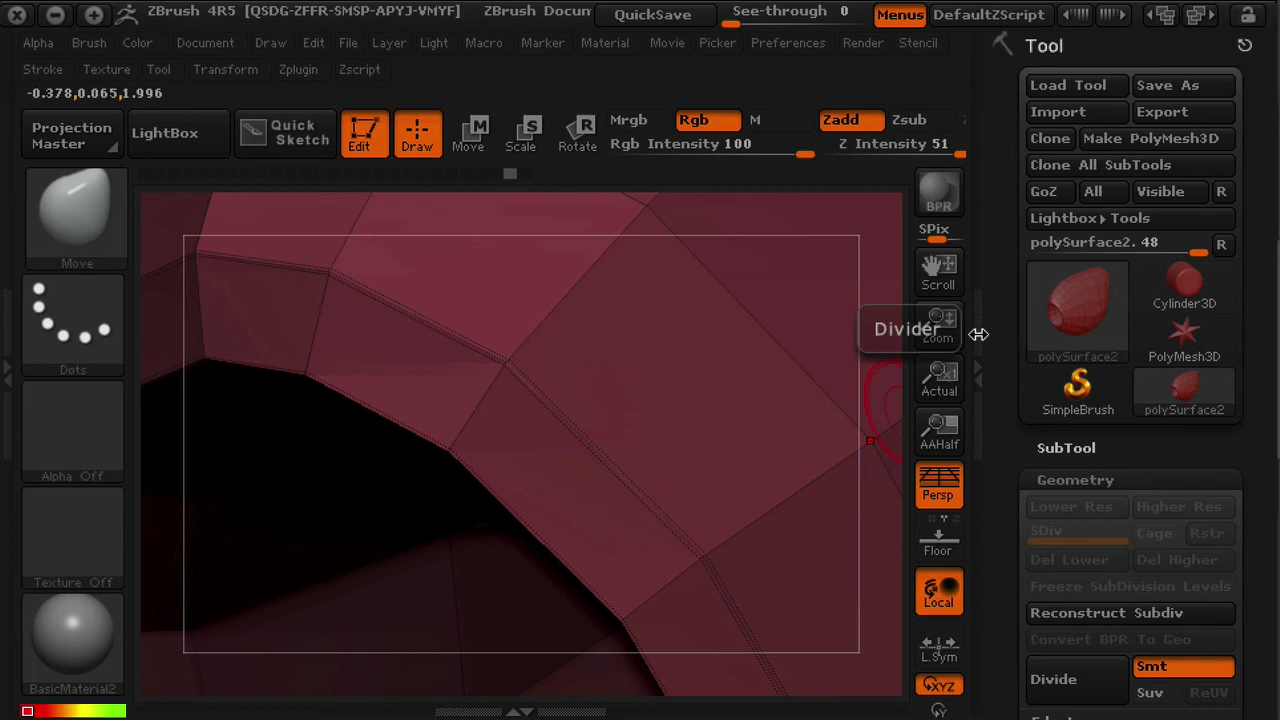 ZBrush 4R5 [QSDG-ZFFR-SMSP-APYJ-VMYF] ZBrush Docum QuickSave See-through 0 Menus DefaultZScript
Alpha Brush Color Document Draw Edit File Layer Light Macro Marker Material Movie Picker Preferences Render Stencil
Stroke Texture Tool Transform Zplugin Zscript
-0.378,0.065,1.996
Projection Master
LightBox
Quick Sketch
Edit
Draw
Move
M
Scale
S
Rotate
R
Mrgb Rgb M Zadd Zsub
Rgb Intensity 100 Z Intensity 51
Move
Dots
Alpha Off
Texture Off
BasicMaterial2
Divider
BPR
SPix
Scroll
Zoom
Actual
x1
AAHalf
Persp
X Y Z
Floor
Local
L.Sym
XYZ
Y
Tool
Load Tool Save As
Import Export
Clone Make PolyMesh3D
Clone All SubTools
GoZ All Visible R
Lightbox▸Tools
polySurface2. 48 R
polySurface2
Cylinder3D
PolyMesh3D
SimpleBrush
polySurface2
SubTool
Geometry
Lower Res Higher Res
SDiv Cage Rstr
Del Lower Del Higher
Freeze SubDivision Levels
Reconstruct Subdiv
Convert BPR To Geo
Divide Smt
Suv ReUV